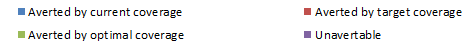 Averted by current coverage
Averted by target coverage
Averted by optimal coverage
Unavertable